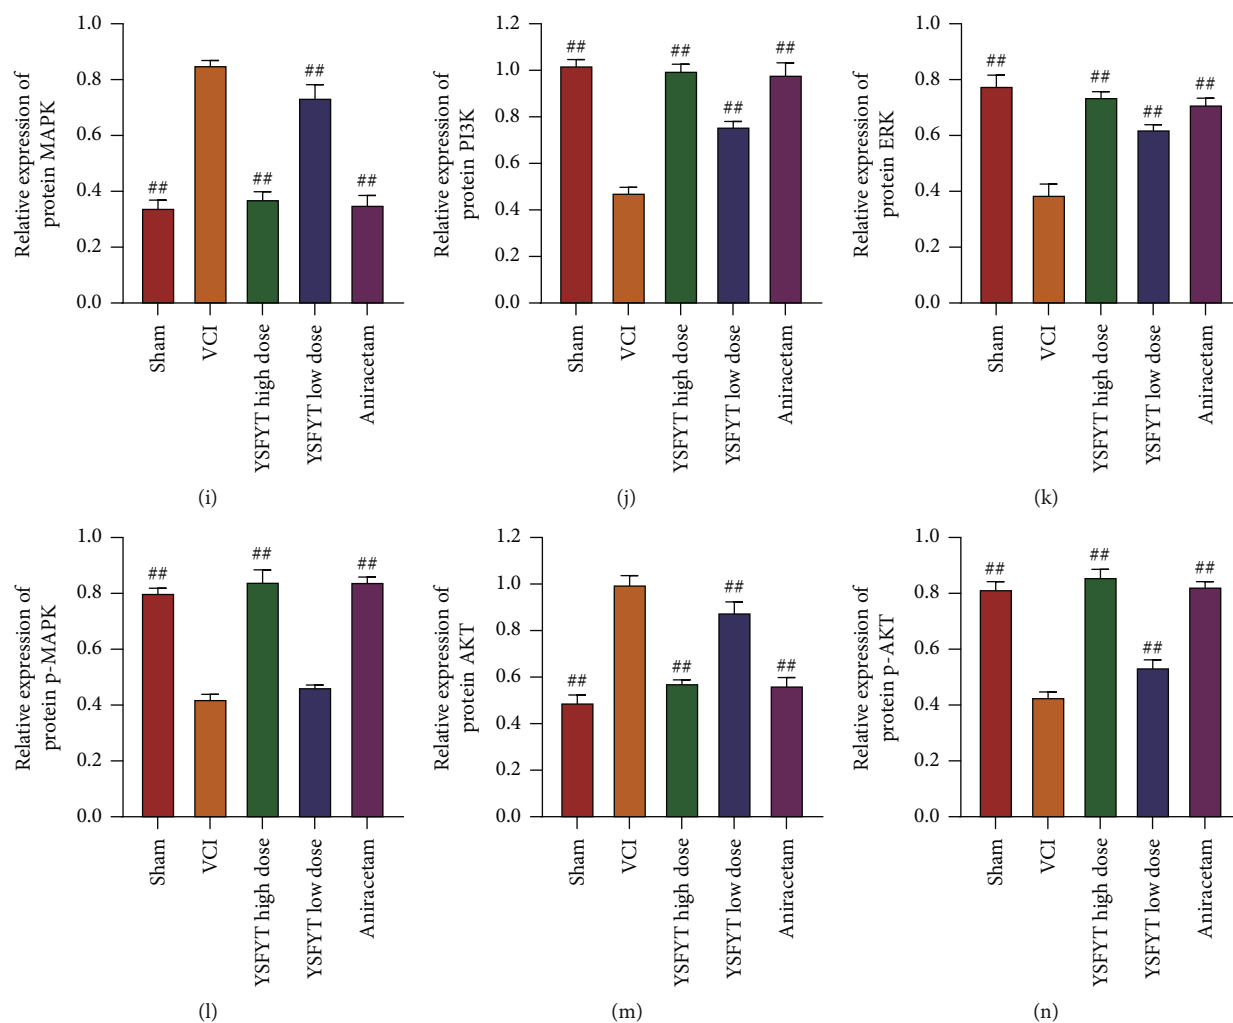 Relative expression of
protein MAPK
1.0
0.8
0.6
0.4
0.2
0.0
##
##
##
##
Sham
VCI
YSFYT high dose
YSFYT low dose
Aniracetam
(i)
Relative expression of
protein PI3K
1.2
1.0
0.8
0.6
0.4
0.2
0.0
##
##
##
##
Sham
VCI
YSFYT high dose
YSFYT low dose
Aniracetam
(j)
Relative expression of
protein ERK
1.0
0.8
0.6
0.4
0.2
0.0
##
##
##
##
Sham
VCI
YSFYT high dose
YSFYT low dose
Aniracetam
(k)
Relative expression of
protein p-MAPK
1.0
0.8
0.6
0.4
0.2
0.0
##
##
##
Sham
VCI
YSFYT high dose
YSFYT low dose
Aniracetam
(l)
Relative expression of
protein AKT
1.2
1.0
0.8
0.6
0.4
0.2
0.0
##
##
##
##
Sham
VCI
YSFYT high dose
YSFYT low dose
Aniracetam
(m)
Relative expression of
protein p-AKT
1.0
0.8
0.6
0.4
0.2
0.0
##
##
##
##
Sham
VCI
YSFYT high dose
YSFYT low dose
Aniracetam
(n)